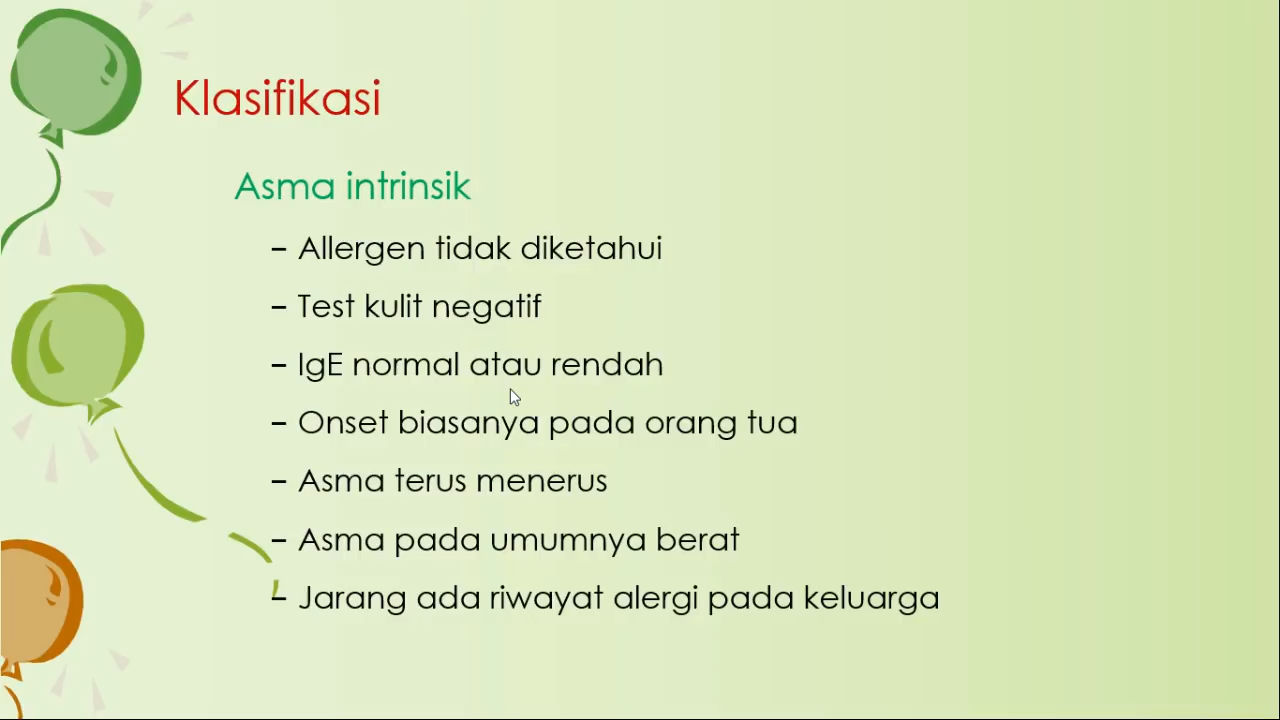 Klasifikasi
Asma intrinsik
– Allergen tidak diketahui
– Test kulit negatif
– IgE normal atau rendah
– Onset biasanya pada orang tua
– Asma terus menerus
– Asma pada umumnya berat
– Jarang ada riwayat alergi pada keluarga